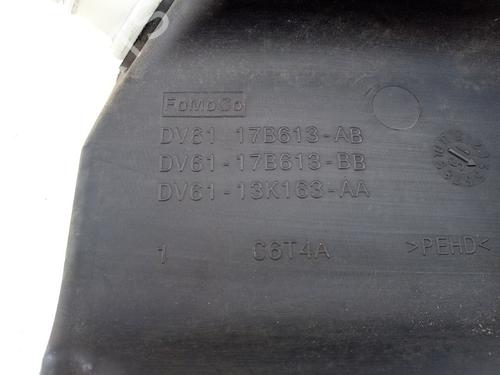 FoMoCo
DV61 17B613-AB
DV61-17B613-BB
DV61-13K163-AA
1 C6T4A >PEHD<